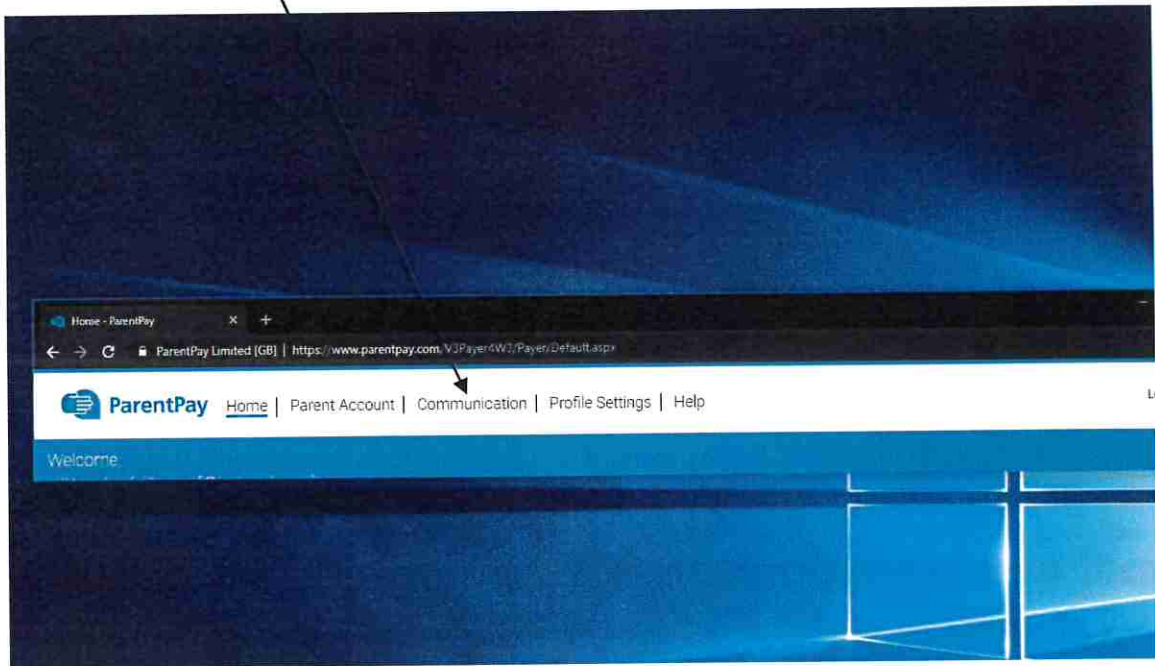 Home - ParentPay
ParentPay Limited [GB] | https://www.parentpay.com/V3Payer4W3/Payer/Default.aspx
ParentPay Home | Parent Account | Communication | Profile Settings | Help
Welcome